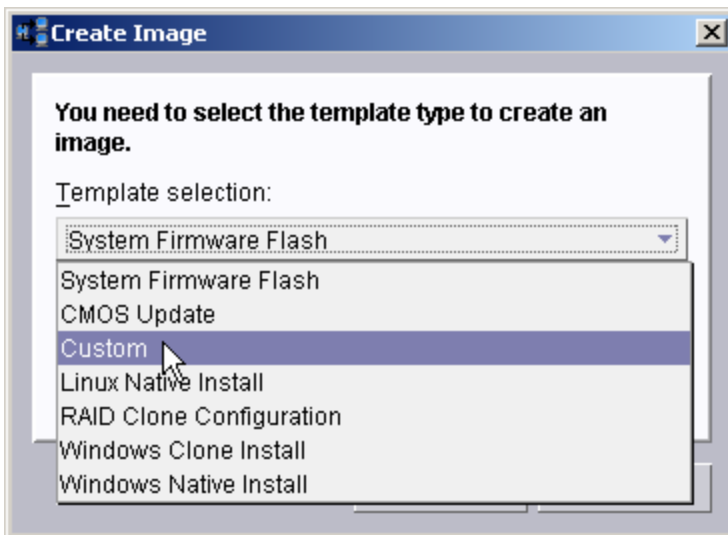 Create Image
You need to select the template type to create an
image.
Template selection:
System Firmware Flash
System Firmware Flash
CMOS Update
Custom
Linux Native Install
RAID Clone Configuration
Windows Clone Install
Windows Native Install